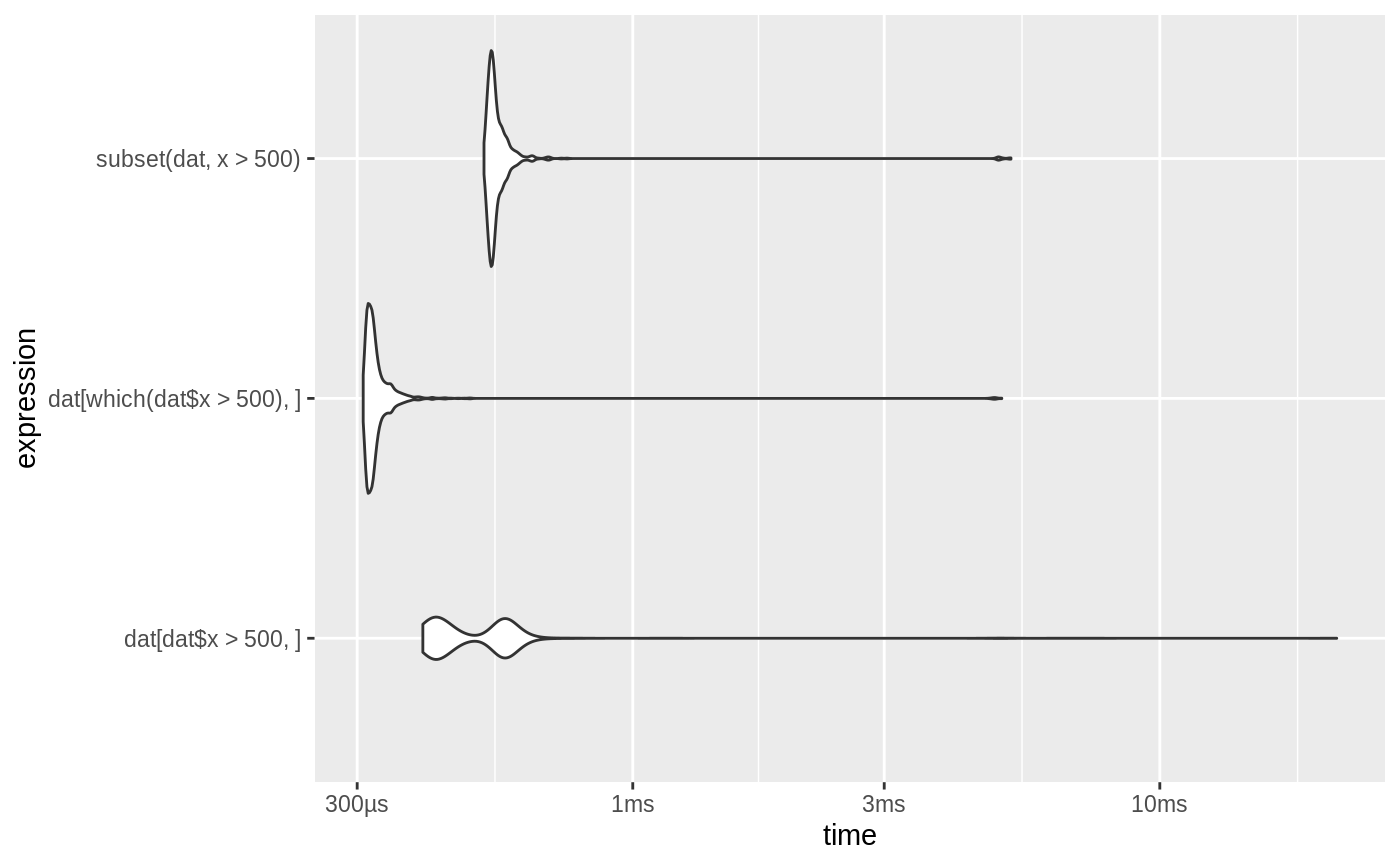 subset(dat, x > 500)
expression
dat[which(dat$x > 500), ]
dat[dat$x > 500, ]
300µs
1ms
3ms
10ms
time